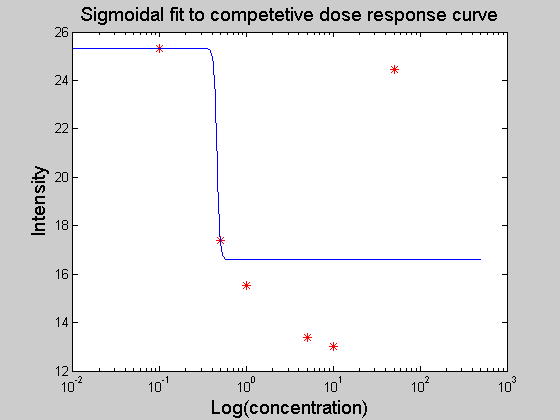 Sigmoidal fit to competetive dose response curve
26
24
22
20
18
16
14
12
Intensity
10^-2 10^-1 10^0 10^1 10^2 10^3
Log(concentration)